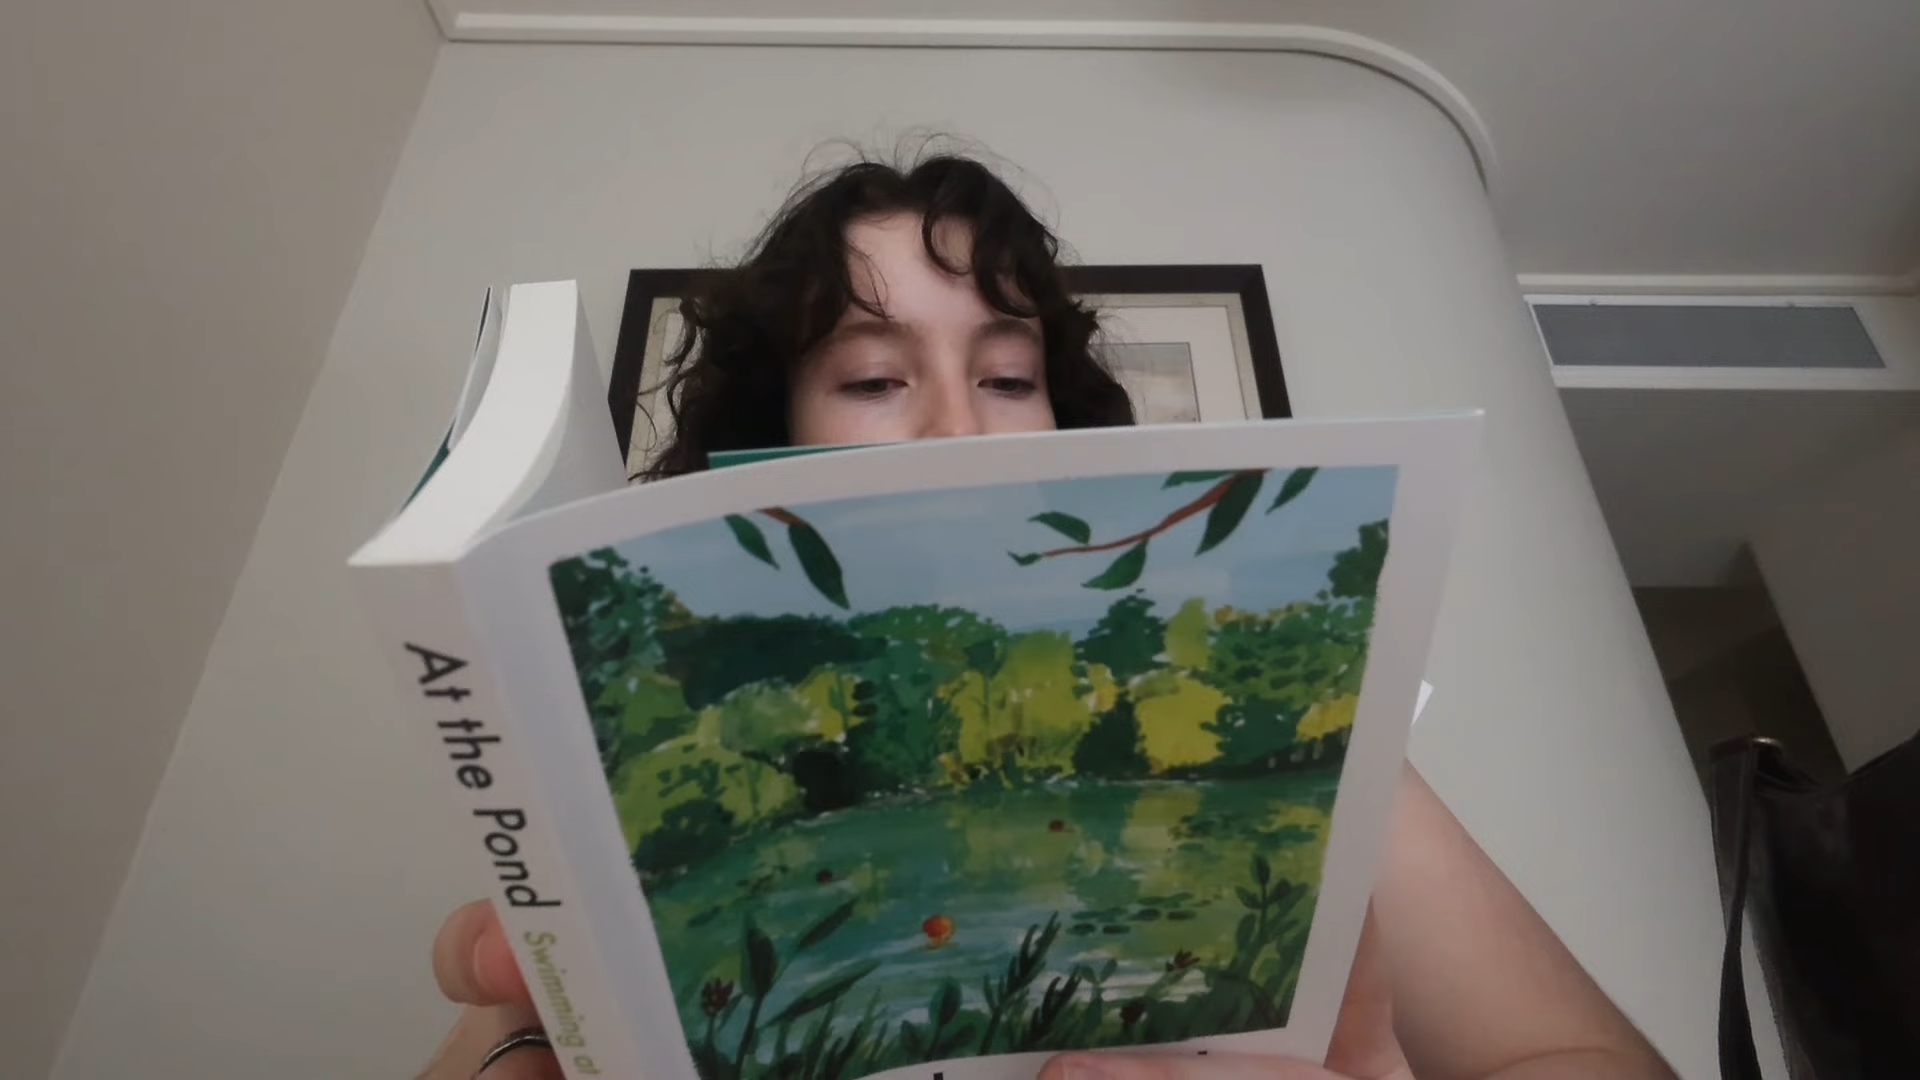 At the Pond Swimming at